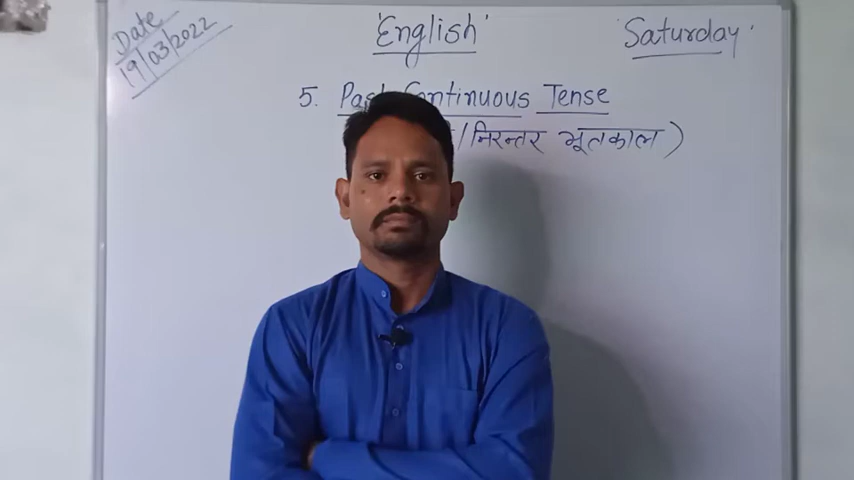 Date
19/03/2022
'English'
Saturday
5. Past Continuous Tense
/निरन्तर भूतकाल)